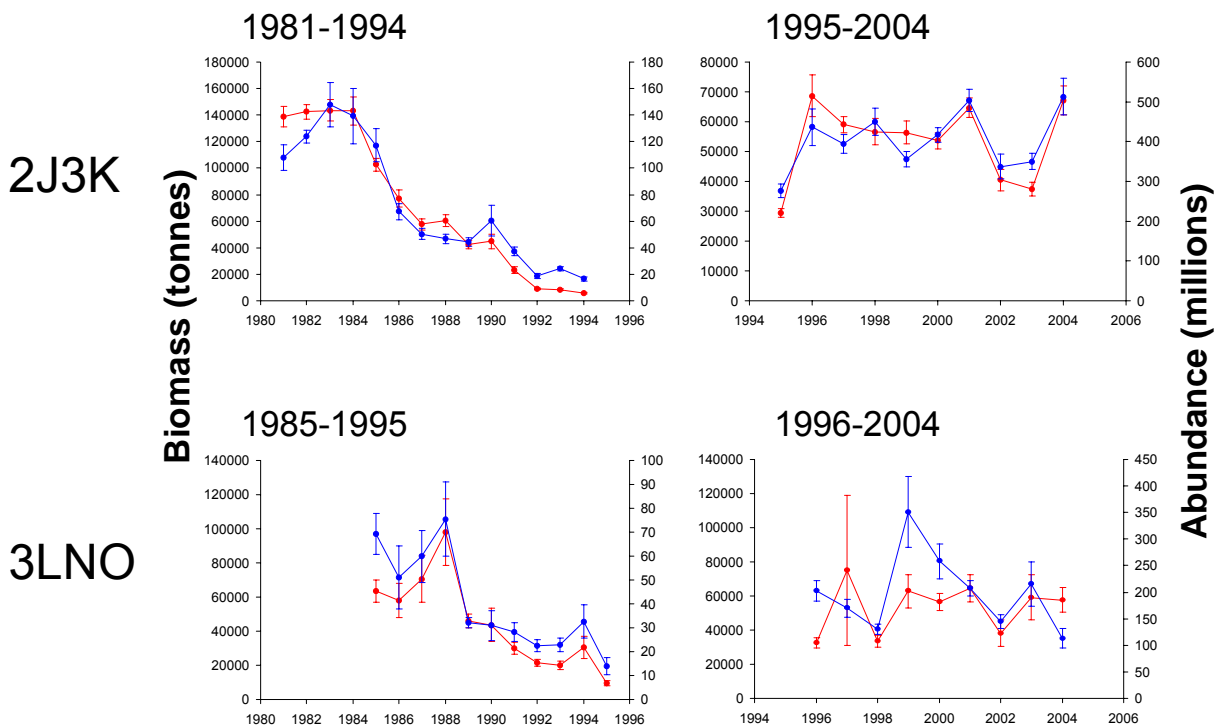 1981-1994
1995-2004
2J3K
Biomass (tonnes)
Abundance (millions)
180000 160000 140000 120000 100000 80000 60000 40000 20000 0
180 160 140 120 100 80 60 40 20 0
1980 1982 1984 1986 1988 1990 1992 1994 1996
80000 70000 60000 50000 40000 30000 20000 10000 0
600 500 400 300 200 100 0
1994 1996 1998 2000 2002 2004 2006
1985-1995
1996-2004
3LNO
140000 120000 100000 80000 60000 40000 20000 0
100 90 80 70 60 50 40 30 20 10 0
1980 1982 1984 1986 1988 1990 1992 1994 1996
140000 120000 100000 80000 60000 40000 20000 0
450 400 350 300 250 200 150 100 50 0
1994 1996 1998 2000 2002 2004 2006